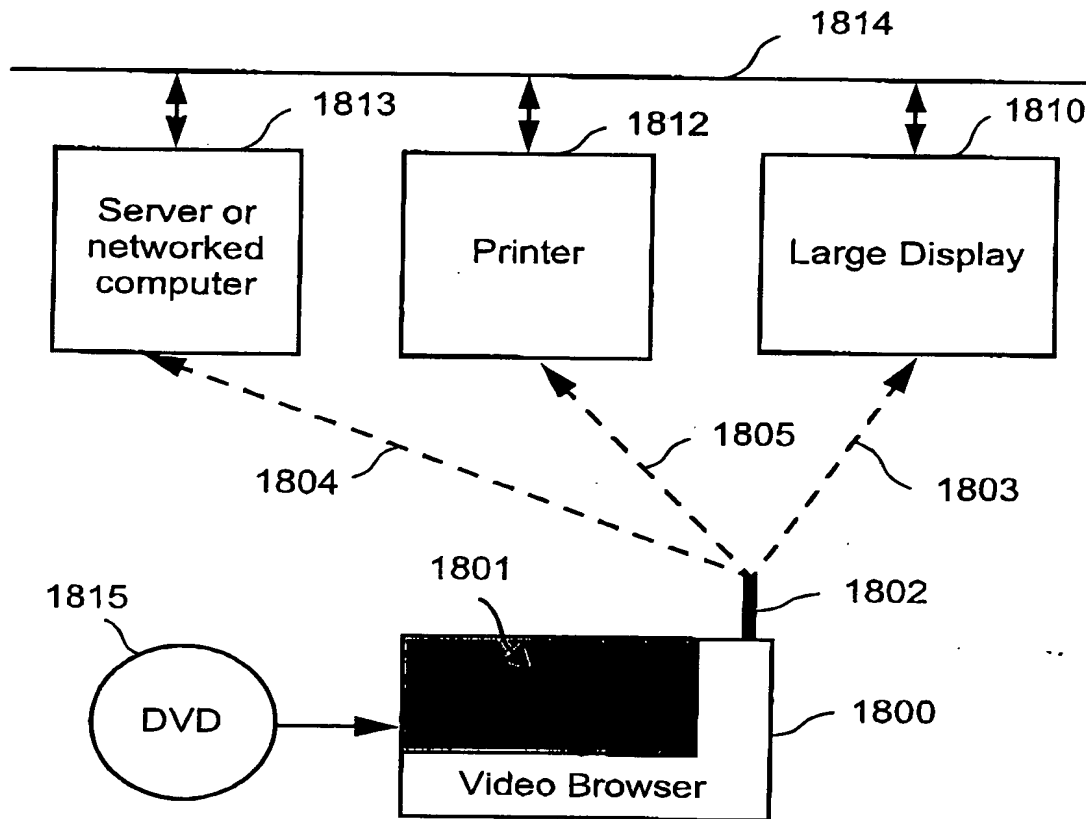 1814
1813
1812
1810
Server or
networked
computer
Printer
Large Display
1805
1804
1803
1801
1802
1815
DVD
1800
Video Browser